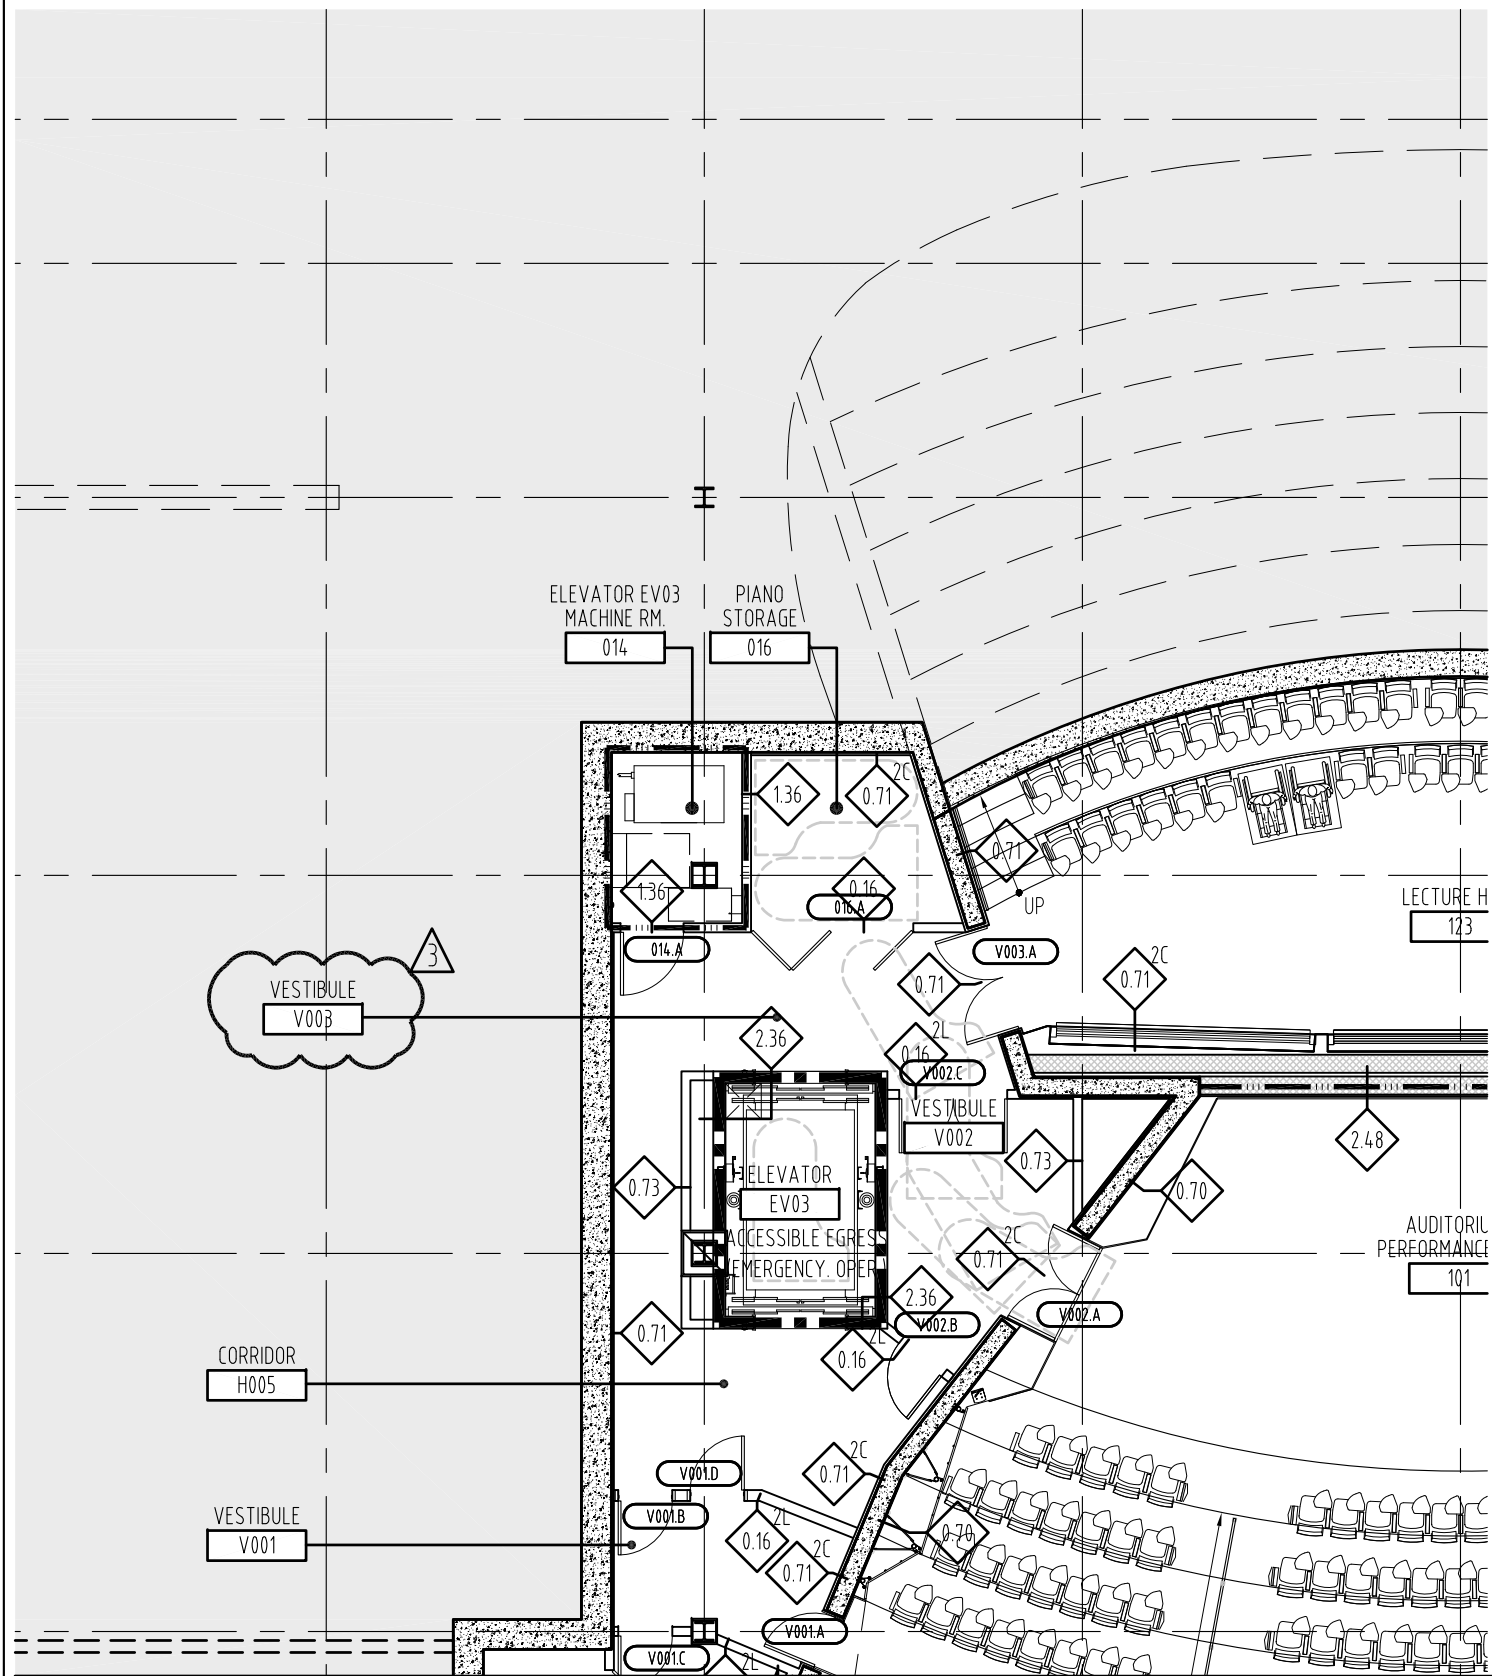 ELEVATOR EV03
MACHINE RM.
014
PIANO
STORAGE
016
2C
1.36
0.71
0.71
1.36
0.16
016.A
UP
LECTURE H
123
014.A
V003.A
3
VESTIBULE
V003
0.71
2C
0.71
2.36
2L
0.16
V002.C
VESTIBULE
V002
2.48
0.73
0.73
0.70
ELEVATOR
EV03
ACCESSIBLE EGRESS
EMERGENCY. OPER
2C
0.71
AUDITORIU
PERFORMANCE
101
2.36
V002.B
V002.A
0.71
2L
0.16
CORRIDOR
H005
2C
0.71
V001.D
V001.B
VESTIBULE
V001
2L
0.16
0.70
2C
0.71
V001.A
V001.C
2L